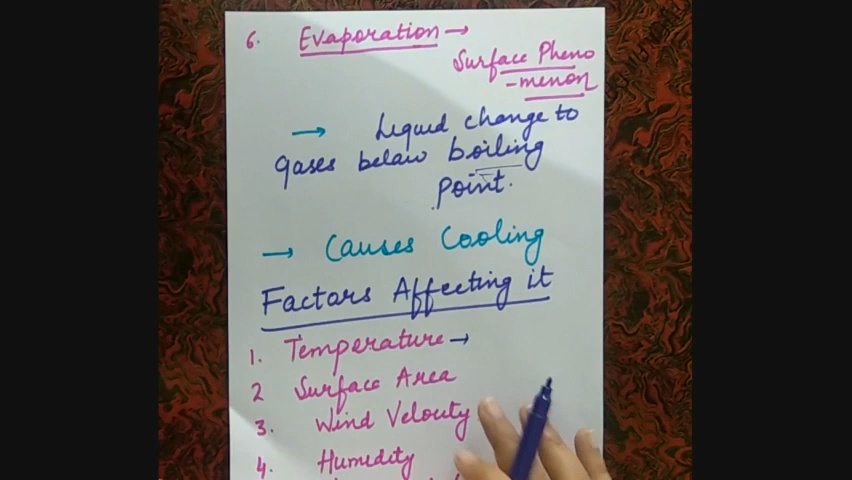 6. Evaporation →
Surface Pheno
-menon
→ Liquid change to
gases below boiling
point.
→ Causes Cooling
Factors Affecting it
1. Temperature →
2 Surface Area
3. Wind Velouty
4. Humidity